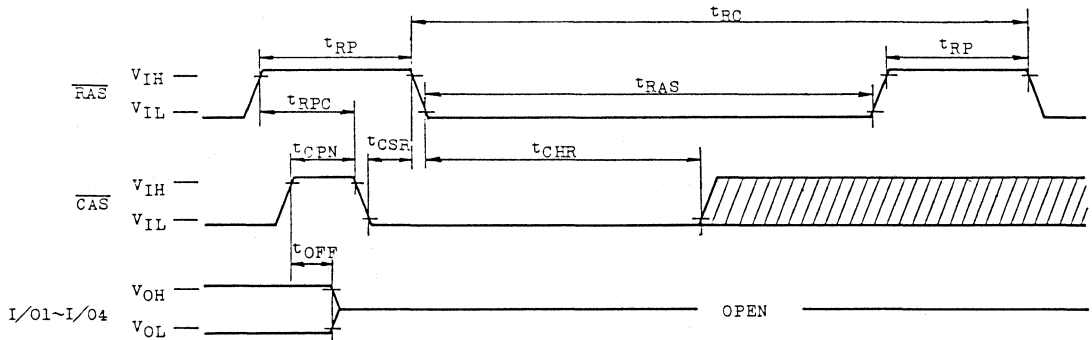 tRC
tRP
tRP
RAS
VIH
VIL
tRPC
tRAS
tCPN
tCSR
tCHR
CAS
VIH
VIL
tOFF
I/O1~I/O4
VOH
VOL
OPEN